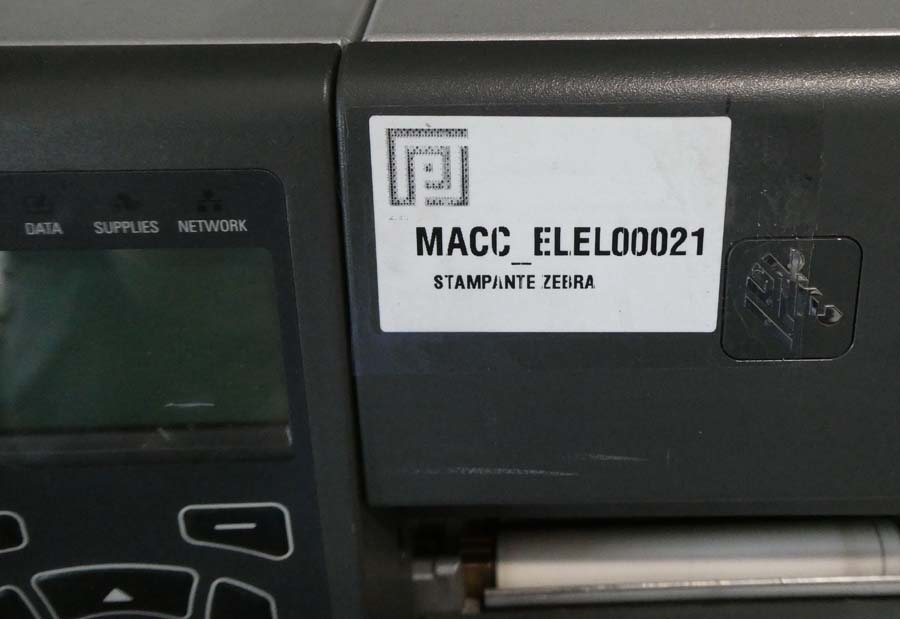 DATA SUPPLIES NETWORK
MACC_ELEL00021
STAMPANTE ZEBRA